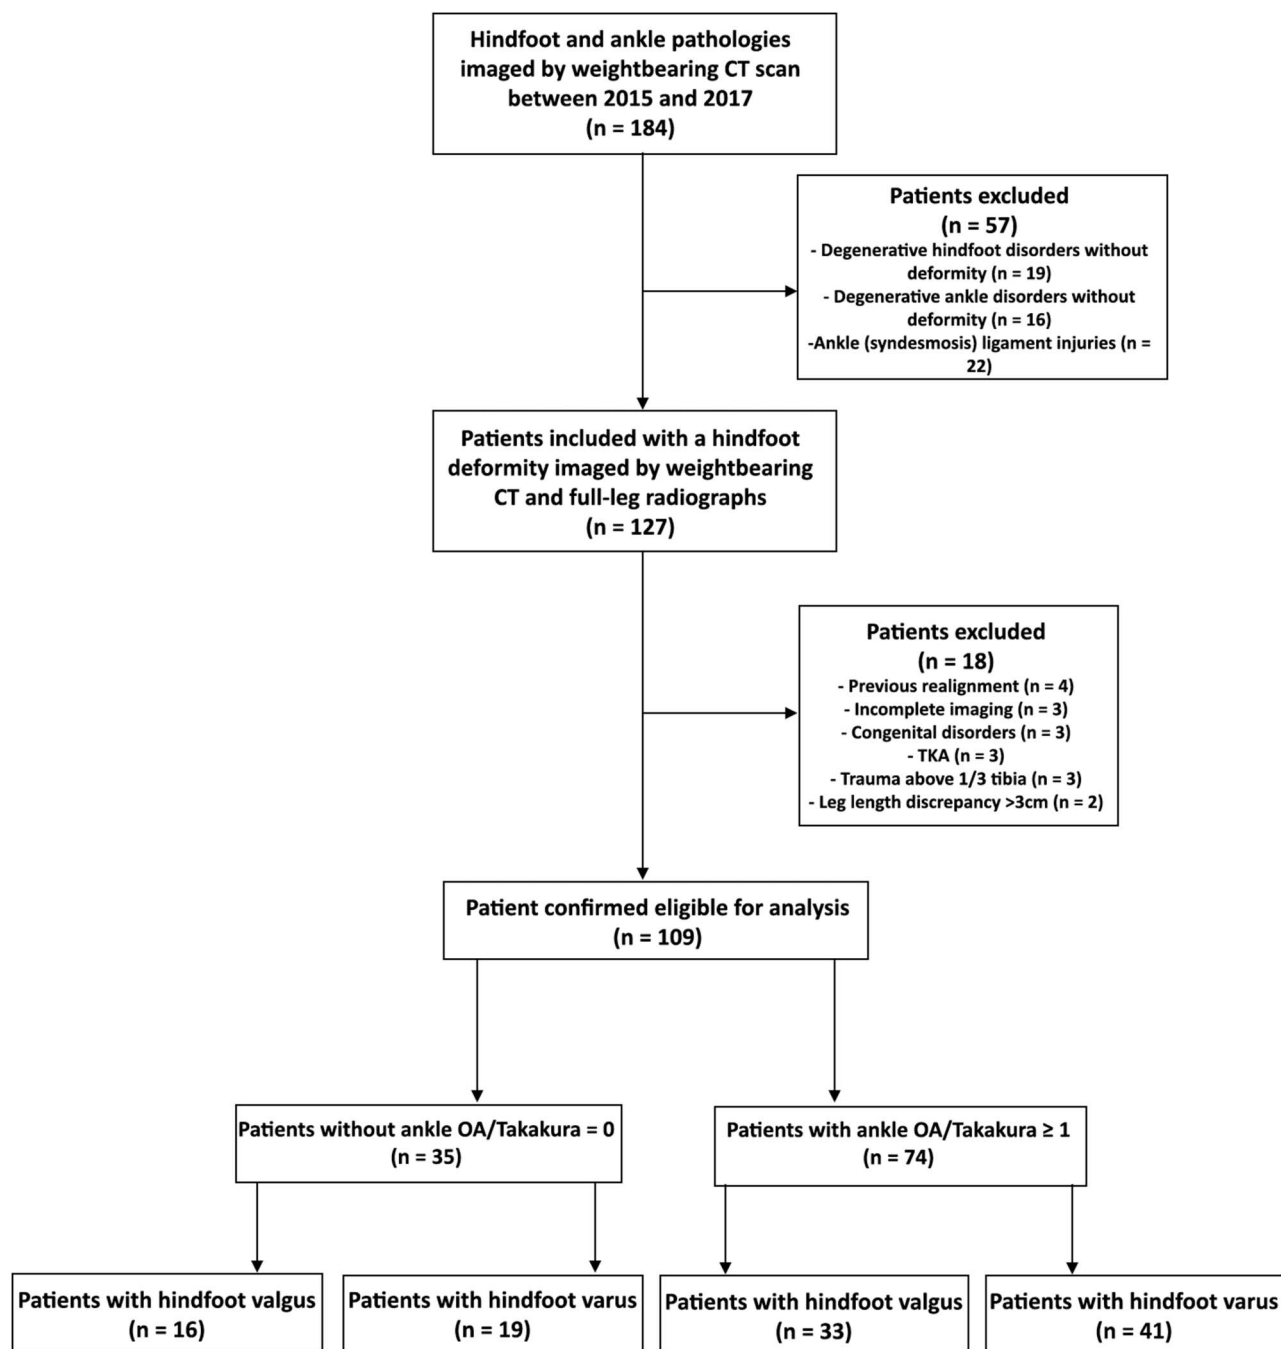 Hindfoot and ankle pathologies
imaged by weightbearing CT scan
between 2015 and 2017
(n = 184)
Patients excluded
(n = 57)
- Degenerative hindfoot disorders without
deformity (n = 19)
- Degenerative ankle disorders without
deformity (n = 16)
-Ankle (syndesmosis) ligament injuries (n =
22)
Patients included with a hindfoot
deformity imaged by weightbearing
CT and full-leg radiographs
(n = 127)
Patients excluded
(n = 18)
- Previous realignment (n = 4)
- Incomplete imaging (n = 3)
- Congenital disorders (n = 3)
- TKA (n = 3)
- Trauma above 1/3 tibia (n = 3)
- Leg length discrepancy >3cm (n = 2)
Patient confirmed eligible for analysis
(n = 109)
Patients without ankle OA/Takakura = 0
(n = 35)
Patients with ankle OA/Takakura ≥ 1
(n = 74)
Patients with hindfoot valgus
(n = 16)
Patients with hindfoot varus
(n = 19)
Patients with hindfoot valgus
(n = 33)
Patients with hindfoot varus
(n = 41)